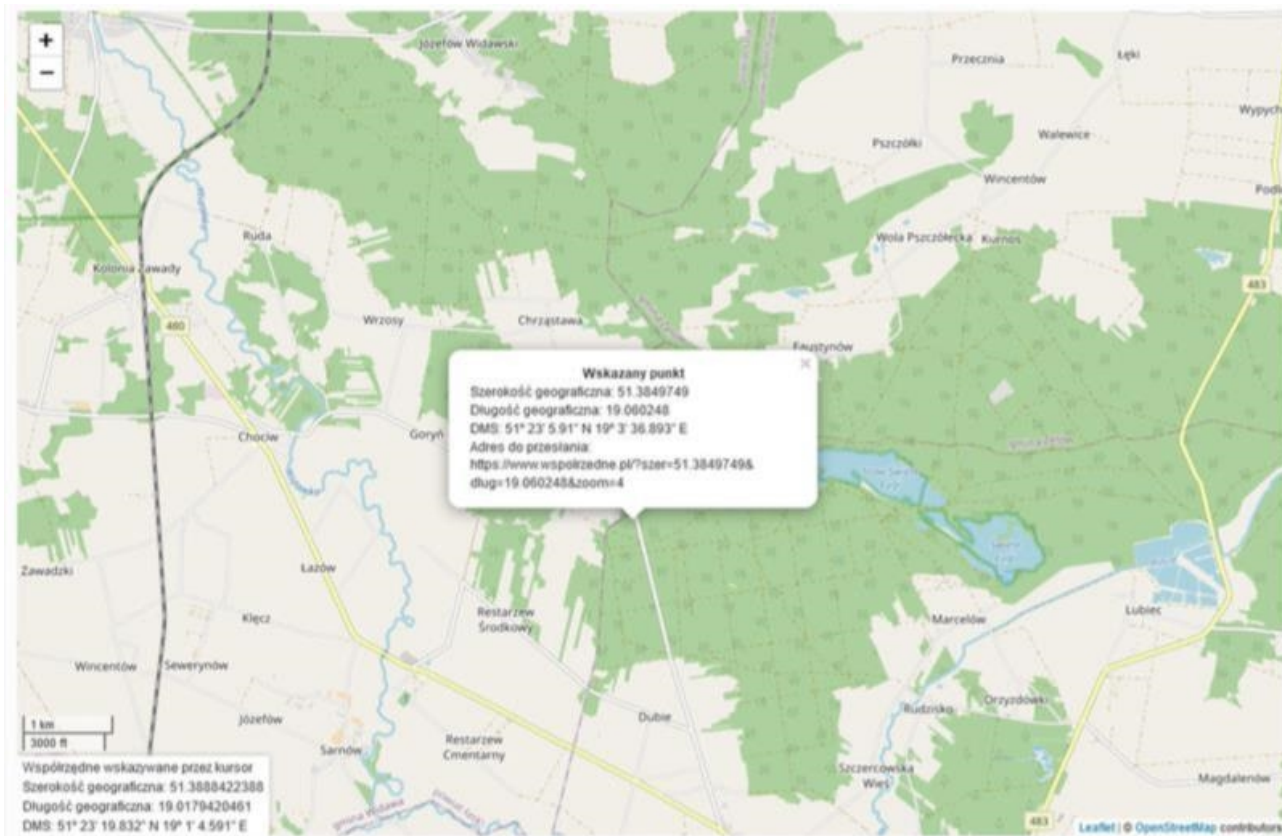 +
−
Józefów Widawski
Przecznia
Łęki
Wypych
Pszczółki
Walewice
Wincentów
Ruda
Wola Pszczółecka
Kurnos
Kolonia Zawady
483
480
Wrzosy
Chrząstawa
Faustynów
×
Wskazany punkt
Szerokość geograficzna: 51.3849749
Długość geograficzna: 19.060248
DMS: 51° 23' 5.91" N 19° 3' 36.893" E
Adres do przesłania:
https://www.wspolrzedne.pl/?szer=51.3849749&
dlug=19.060248&zoom=4
Chociw
Goryń
Zawadzki
Łazów
Restarzew
Środkowy
Klęcz
Marcelów
Lubiec
Wincentów
Sewerynów
Józefów
Dubie
Rudzisko
Orzyzdówki
1 km
3000 ft
Sarnów
Restarzew
Cmentarny
Szczercowska
Wieś
Magdalenów
Współrzędne wskazywane przez kursor
Szerokość geograficzna: 51.3888422388
Długość geograficzna: 19.0179420461
DMS: 51° 23' 19.832" N 19° 1' 4.591" E
gmina Widawa
483
Leaflet | © OpenStreetMap contributors